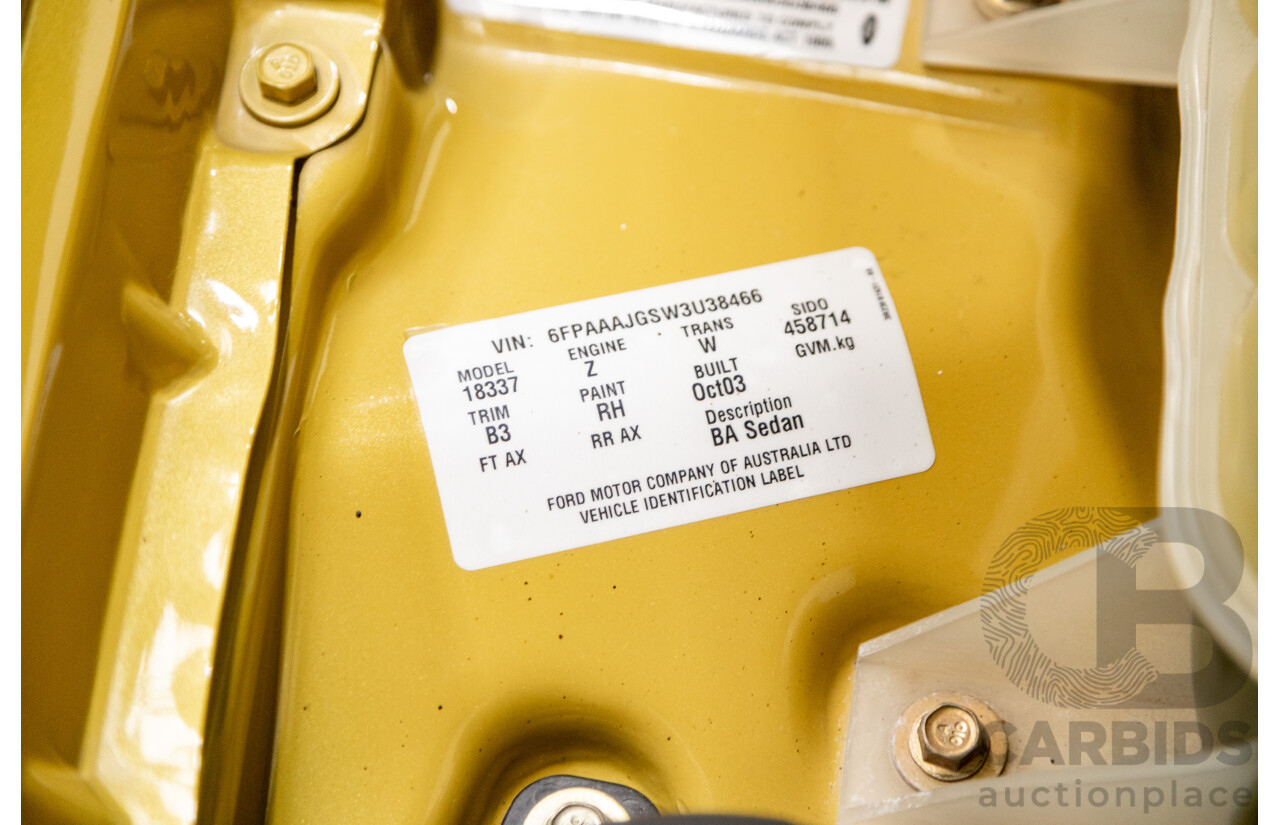 VIN: 6FPAAAJGSW3U38466
MODEL ENGINE TRANS SIDO
18337 Z W 458714
TRIM PAINT BUILT GVM.kg
B3 RH Oct03
FT AX RR AX Description
BA Sedan
FORD MOTOR COMPANY OF AUSTRALIA LTD
VEHICLE IDENTIFICATION LABEL
CB
CARBIDS
auctionplace